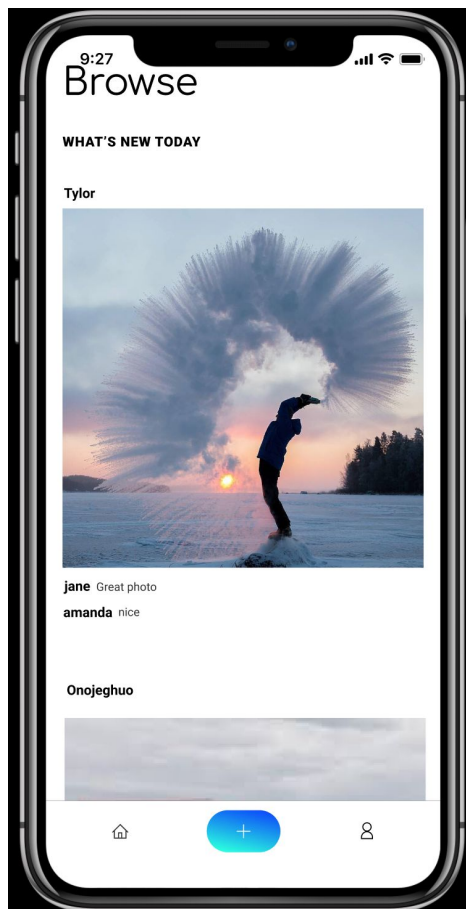 9:27
Browse
WHAT’S NEW TODAY
Tylor
jane Great photo
amanda nice
Onojeghuo
+